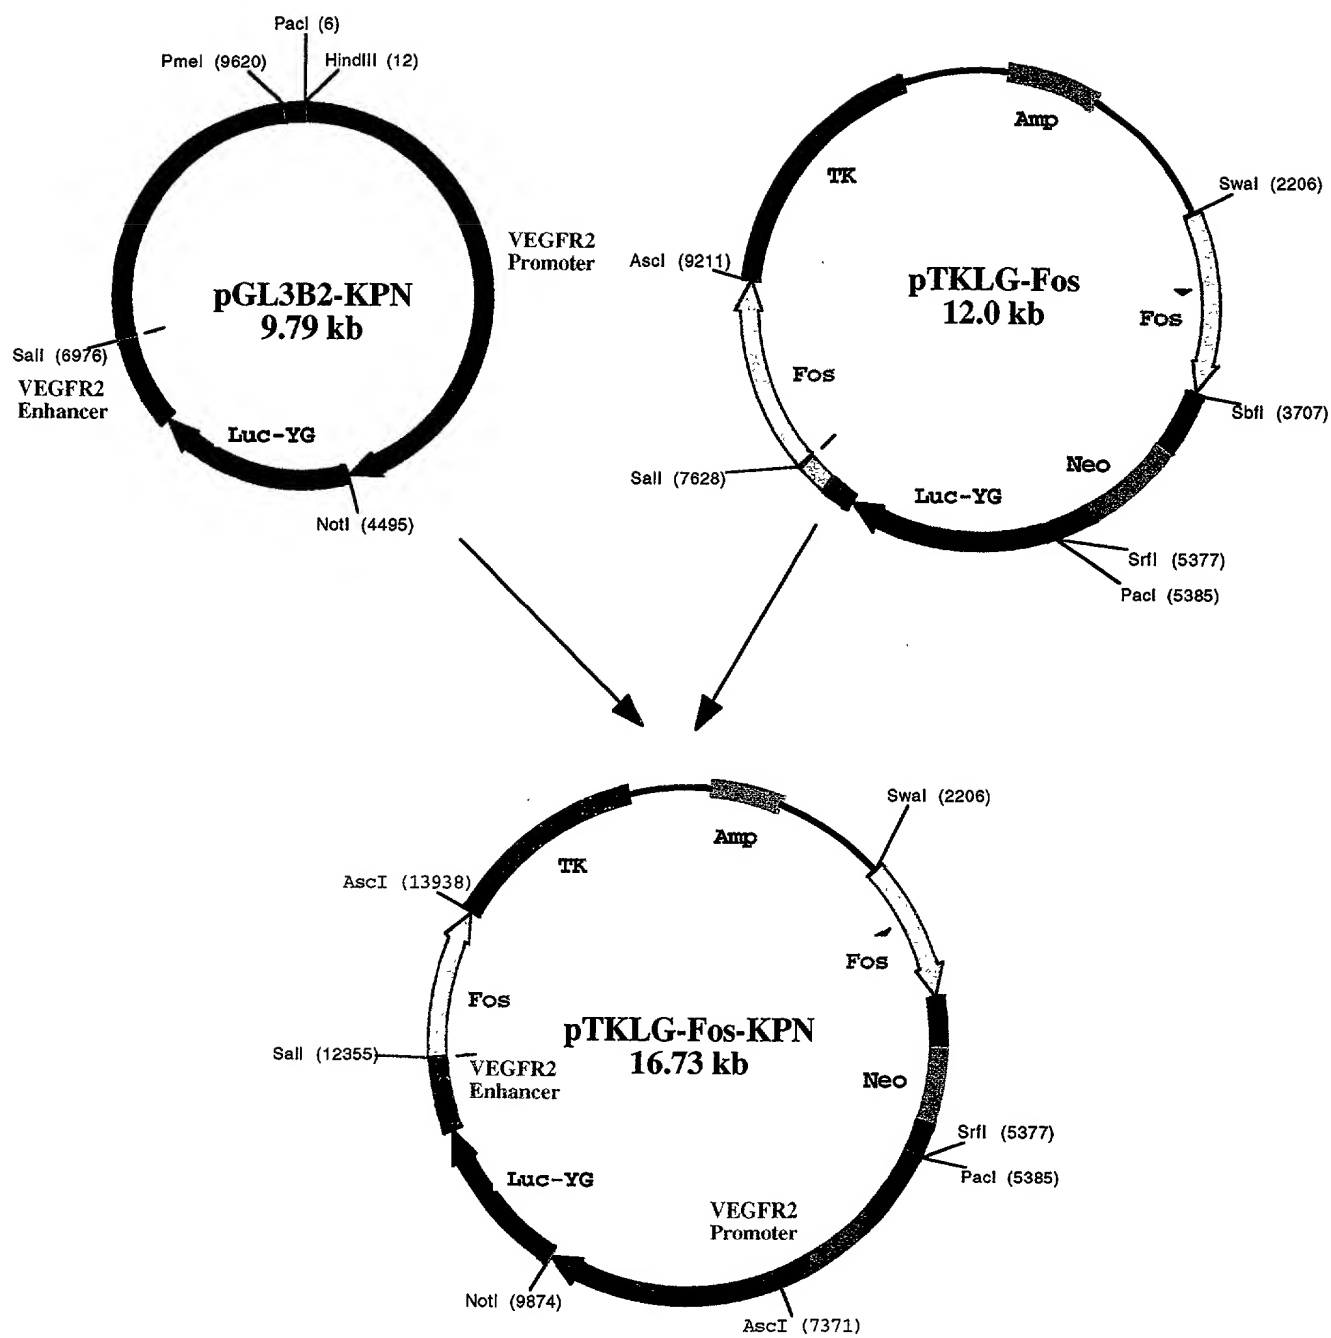 PacI (6)
PmeI (9620)
HindIII (12)
VEGFR2
Promoter
pGL3B2-KPN
9.79 kb
SalI (6976)
VEGFR2
Enhancer
Luc-YG
NotI (4495)
Amp
TK
SwaI (2206)
AscI (9211)
pTKLG-Fos
12.0 kb
Fos
Fos
SbfI (3707)
Neo
SalI (7628)
Luc-YG
SrfI (5377)
PacI (5385)
SwaI (2206)
Amp
TK
AscI (13938)
Fos
Fos
pTKLG-Fos-KPN
16.73 kb
SalI (12355)
VEGFR2
Enhancer
Neo
SrfI (5377)
PacI (5385)
Luc-YG
VEGFR2
Promoter
NotI (9874)
AscI (7371)